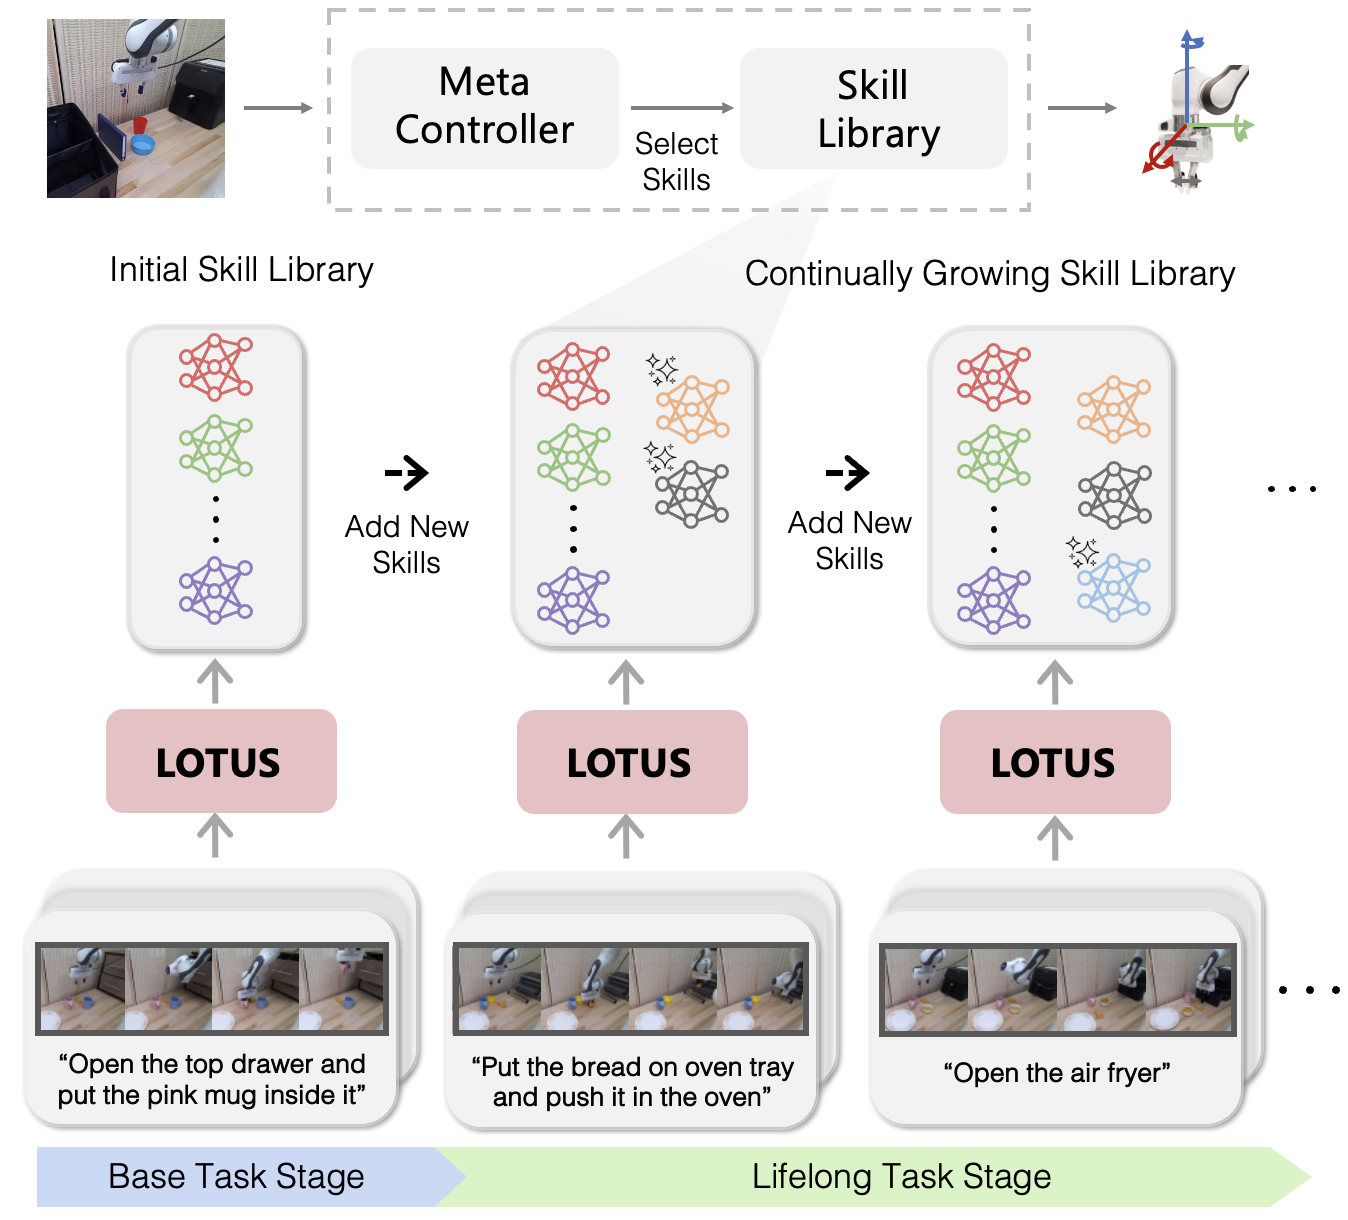 Meta
Controller
Select
Skills
Skill
Library
Initial Skill Library
Continually Growing Skill Library
Add New
Skills
Add New
Skills
LOTUS
LOTUS
LOTUS
“Open the top drawer and
put the pink mug inside it”
“Put the bread on oven tray
and push it in the oven”
“Open the air fryer”
Base Task Stage
Lifelong Task Stage